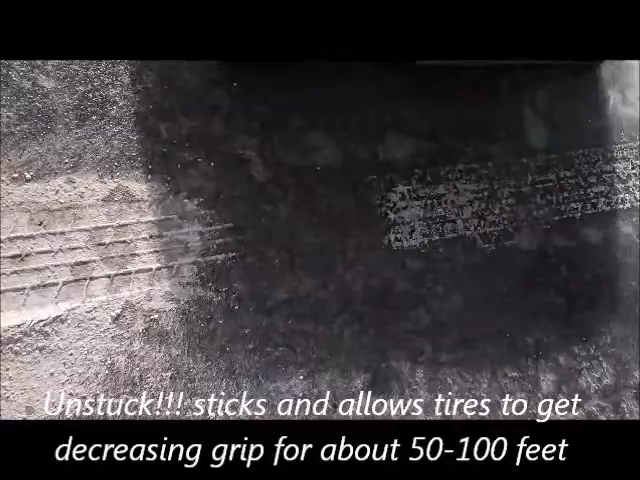 Unstuck!!! sticks and allows tires to get
decreasing grip for about 50-100 feet